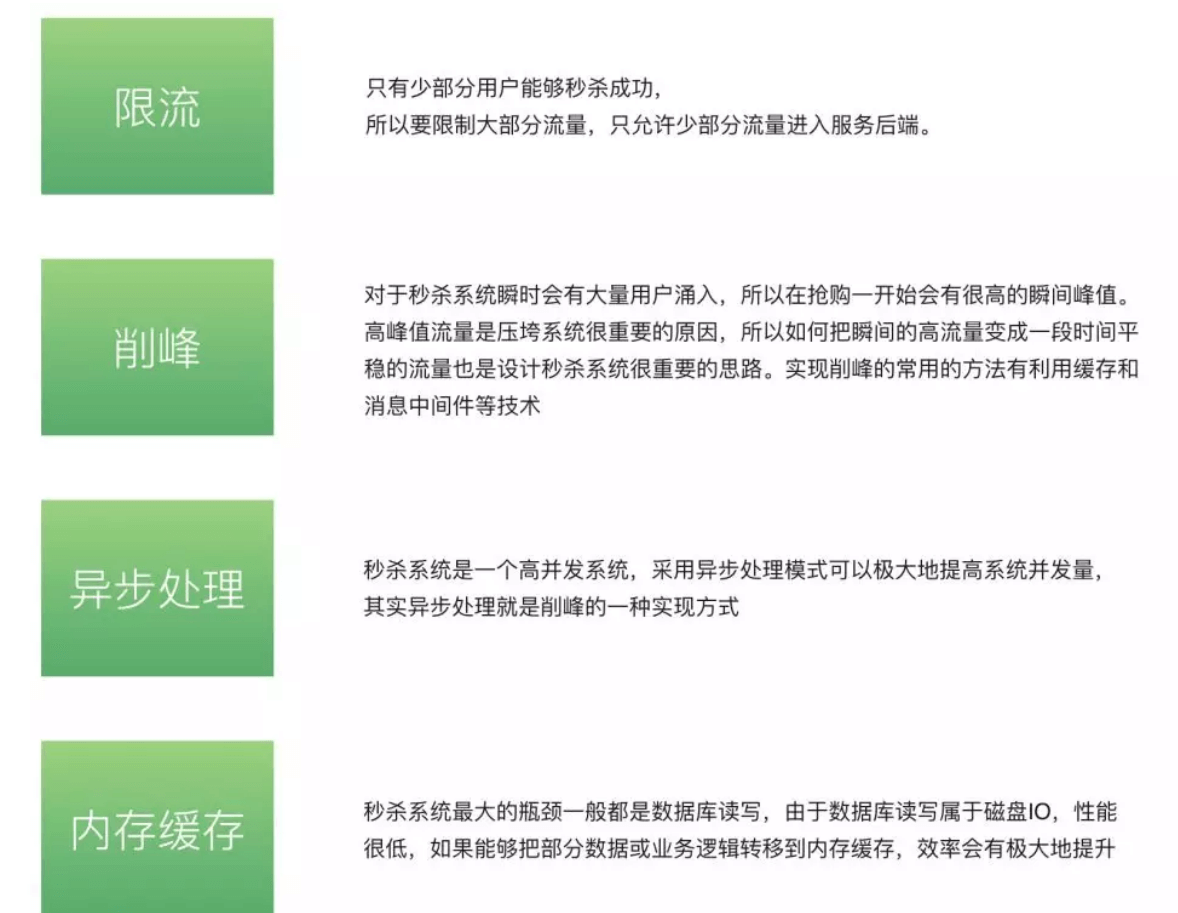 限流
只有少部分用户能够秒杀成功，
所以要限制大部分流量，只允许少部分流量进入服务后端。
削峰
对于秒杀系统瞬时会有大量用户涌入，所以在抢购一开始会有很高的瞬间峰值。
高峰值流量是压垮系统很重要的原因，所以如何把瞬间的高流量变成一段时间平
稳的流量也是设计秒杀系统很重要的思路。实现削峰的常用的方法有利用缓存和
消息中间件等技术
异步处理
秒杀系统是一个高并发系统，采用异步处理模式可以极大地提高系统并发量，
其实异步处理就是削峰的一种实现方式
内存缓存
秒杀系统最大的瓶颈一般都是数据库读写，由于数据库读写属于磁盘IO，性能
很低，如果能够把部分数据或业务逻辑转移到内存缓存，效率会有极大地提升